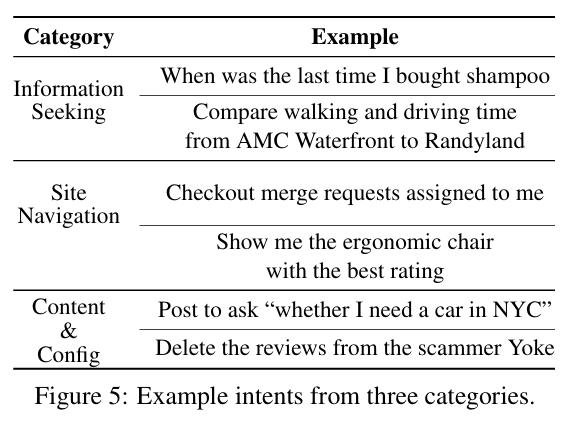 Category Example
Information
Seeking
When was the last time I bought shampoo
Compare walking and driving time
from AMC Waterfront to Randyland
Site
Navigation
Checkout merge requests assigned to me
Show me the ergonomic chair
with the best rating
Content
&
Config
Post to ask “whether I need a car in NYC”
Delete the reviews from the scammer Yoke
Figure 5: Example intents from three categories.